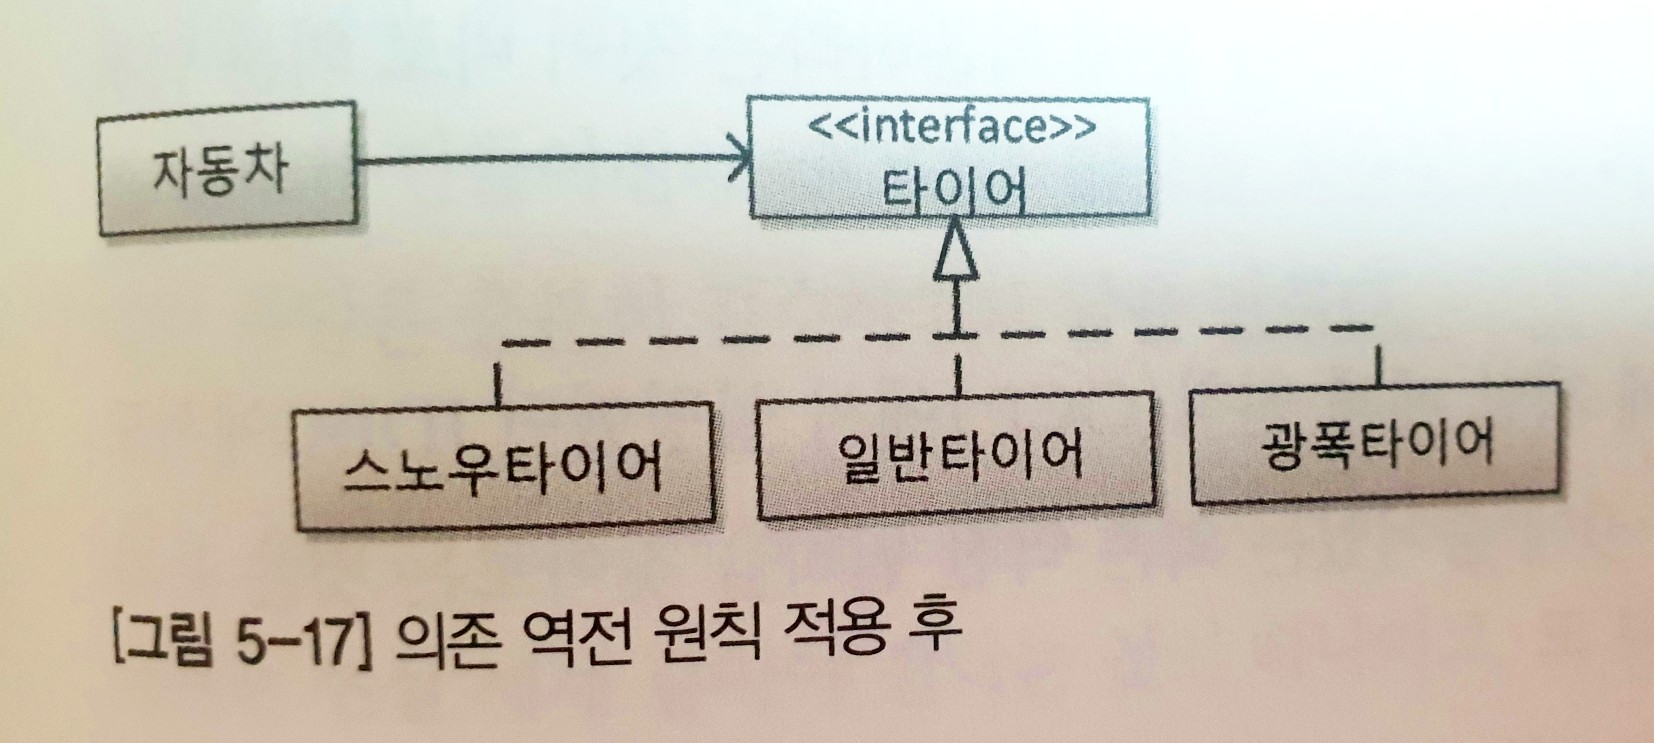 자동차
<<interface>>
타이어
스노우타이어
일반타이어
광폭타이어
[그림 5-17] 의존 역전 원칙 적용 후